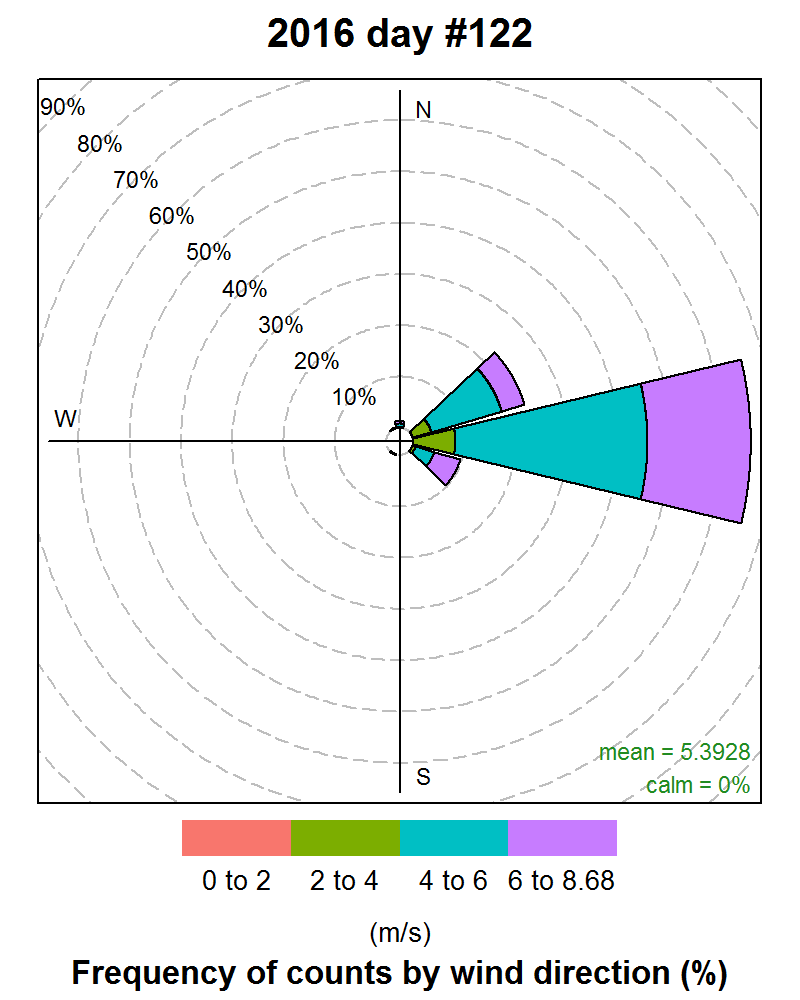 2016 day #122
90%
N
80%
70%
60%
50%
40%
30%
20%
10%
W
mean = 5.3928
S
calm = 0%
0 to 2 2 to 4 4 to 6 6 to 8.68
(m/s)
Frequency of counts by wind direction (%)